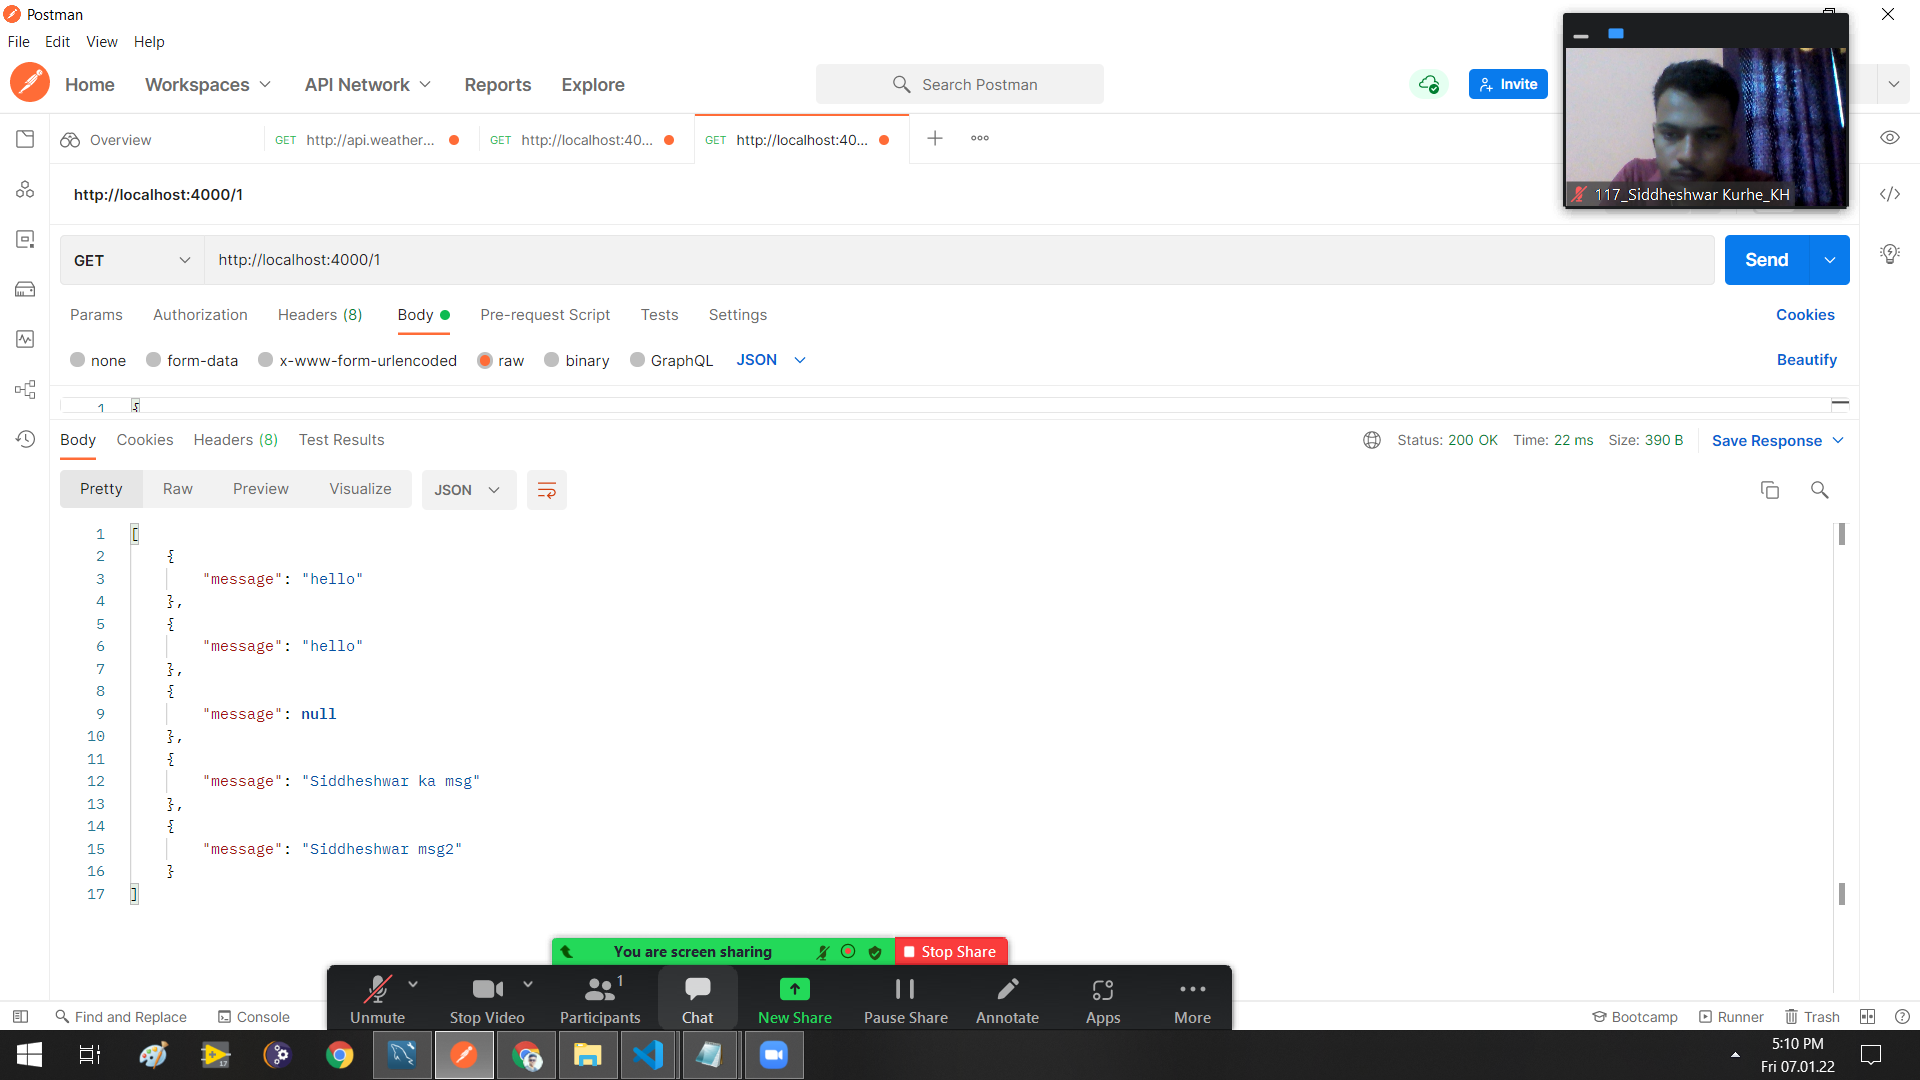 Postman
File Edit View Help
Home Workspaces API Network Reports Explore Search Postman Invite
Overview GET http://api.weather... GET http://localhost:40... GET http://localhost:40...
http://localhost:4000/1
117_Siddheshwar Kurhe_KH
GET http://localhost:4000/1 Send
Params Authorization Headers (8) Body Pre-request Script Tests Settings Cookies
none form-data x-www-form-urlencoded raw binary GraphQL JSON Beautify
1 {
Body Cookies Headers (8) Test Results Status: 200 OK Time: 22 ms Size: 390 B Save Response
Pretty Raw Preview Visualize JSON
1 [
2 {
3 "message": "hello"
4 },
5 {
6 "message": "hello"
7 },
8 {
9 "message": null
10 },
11 {
12 "message": "Siddheshwar ka msg"
13 },
14 {
15 "message": "Siddheshwar msg2"
16 }
17 ]
You are screen sharing Stop Share
1
Unmute Stop Video Participants Chat New Share Pause Share Annotate Apps More
Find and Replace Console Bootcamp Runner Trash
5:10 PM
Fri 07.01.22